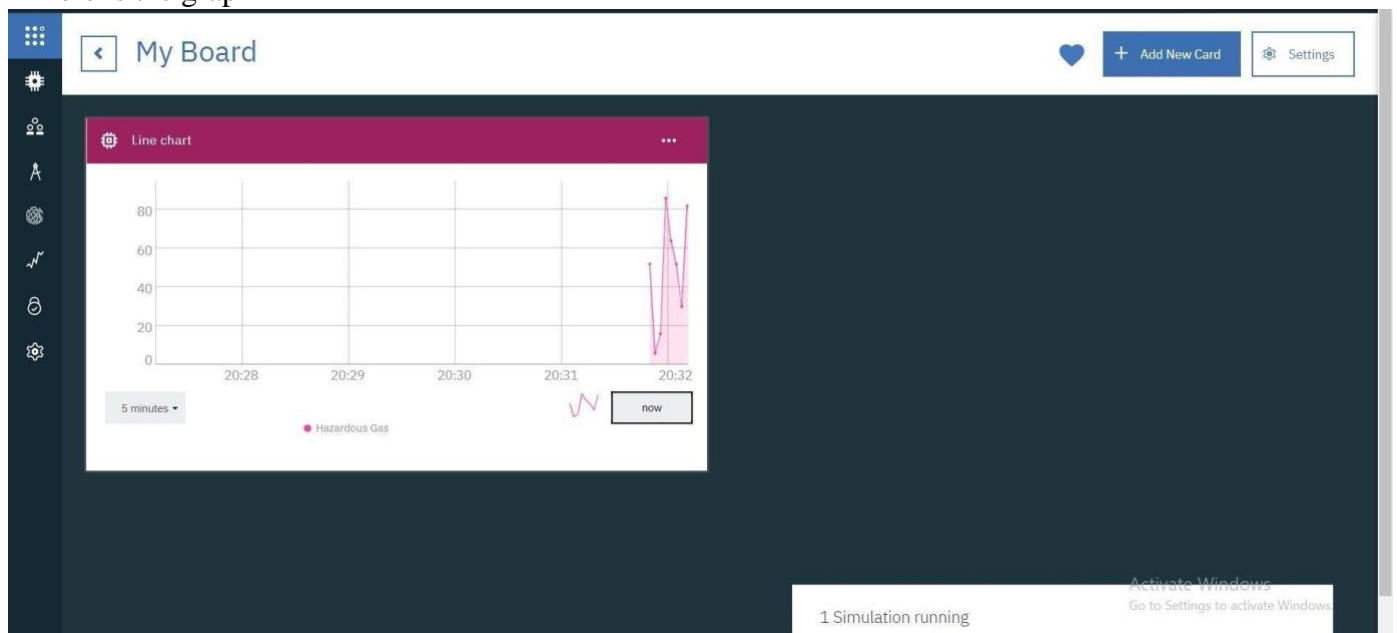 My Board
+ Add New Card
Settings
Line chart
80
60
40
20
0
20:28 20:29 20:30 20:31 20:32
5 minutes
now
Hazardous Gas
1 Simulation running
Activate Windows
Go to Settings to activate Windows.